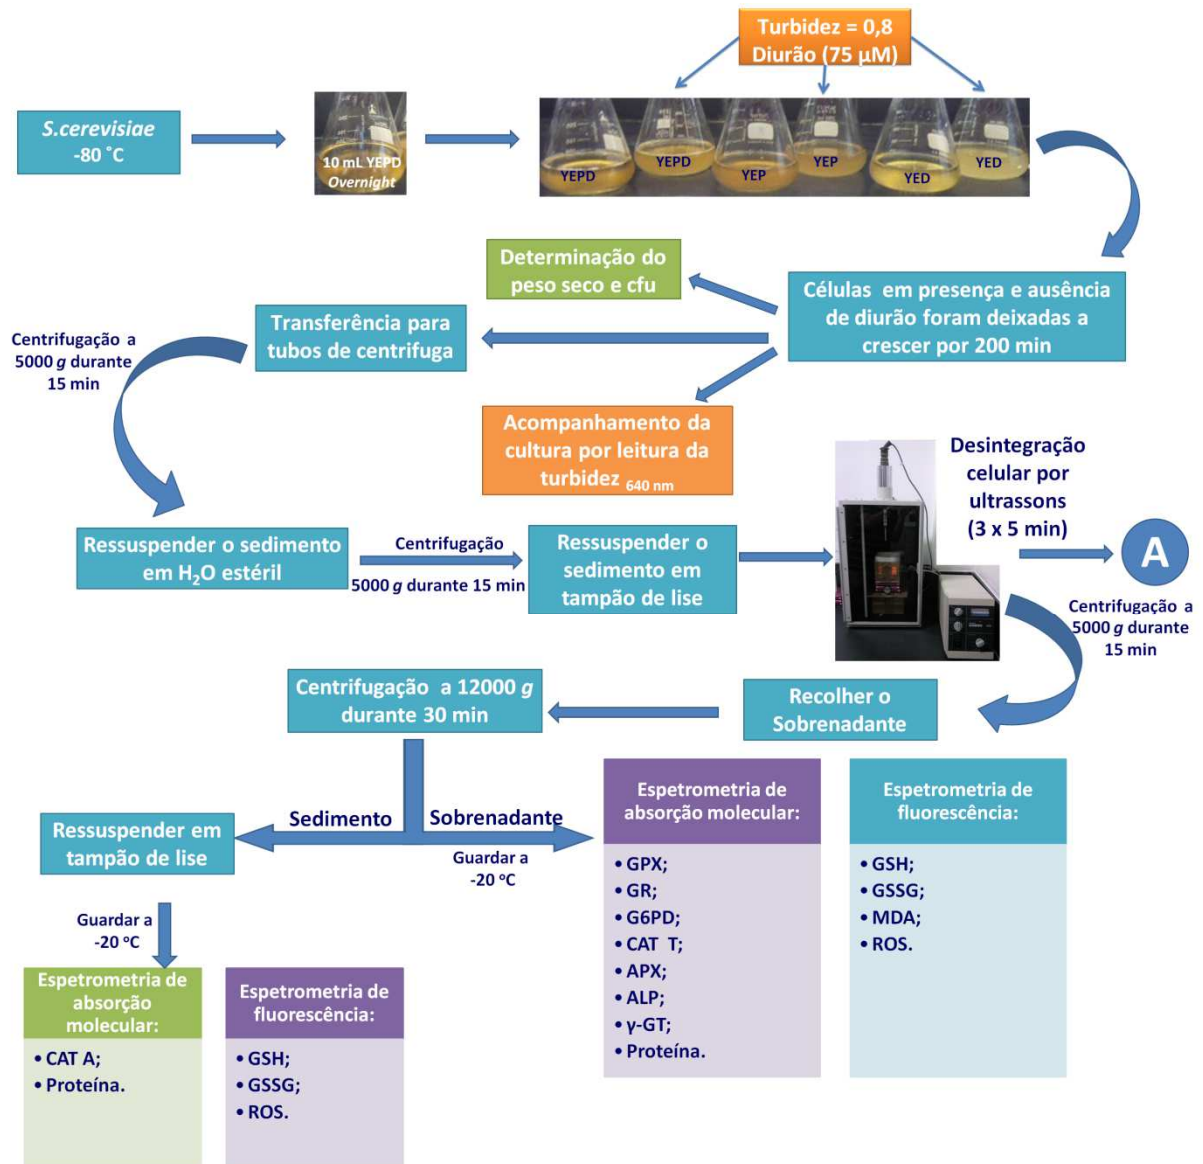 Turbidez = 0,8
Diurão (75 µM)
S.cerevisiae
-80 ˚C
10 mL YEPD
Overnight
YEPD
YEPD
YEP
YEP
YED
YED
Determinação do
peso seco e cfu
Células em presença e ausência
de diurão foram deixadas a
crescer por 200 min
Transferência para
tubos de centrifuga
Centrifugação a
5000 g durante
15 min
Acompanhamento da
cultura por leitura da
turbidez 640 nm
Desintegração
celular por
ultrassons
(3 x 5 min)
Ressuspender o sedimento
em H₂O estéril
Centrifugação
5000 g durante 15 min
Ressuspender o
sedimento em
tampão de lise
A
Centrifugação a
5000 g durante
15 min
Recolher o
Sobrenadante
Centrifugação a 12000 g
durante 30 min
Sedimento
Sobrenadante
Guardar a
-20 ºC
Ressuspender em
tampão de lise
Guardar a
-20 ºC
Espetrometria de
absorção molecular:
• GPX;
• GR;
• G6PD;
• CAT T;
• APX;
• ALP;
• γ-GT;
• Proteína.
Espetrometria de
fluorescência:
• GSH;
• GSSG;
• MDA;
• ROS.
Espetrometria de
absorção
molecular:
• CAT A;
• Proteína.
Espetrometria de
fluorescência:
• GSH;
• GSSG;
• ROS.